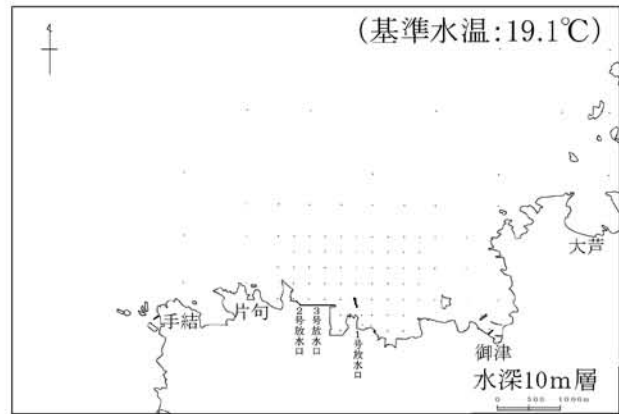 (基準水温:19.1℃)
大芦
手結
片句
2号放水口
3号放水口
1号放水口
御津
水深10m層
0 500 1000m